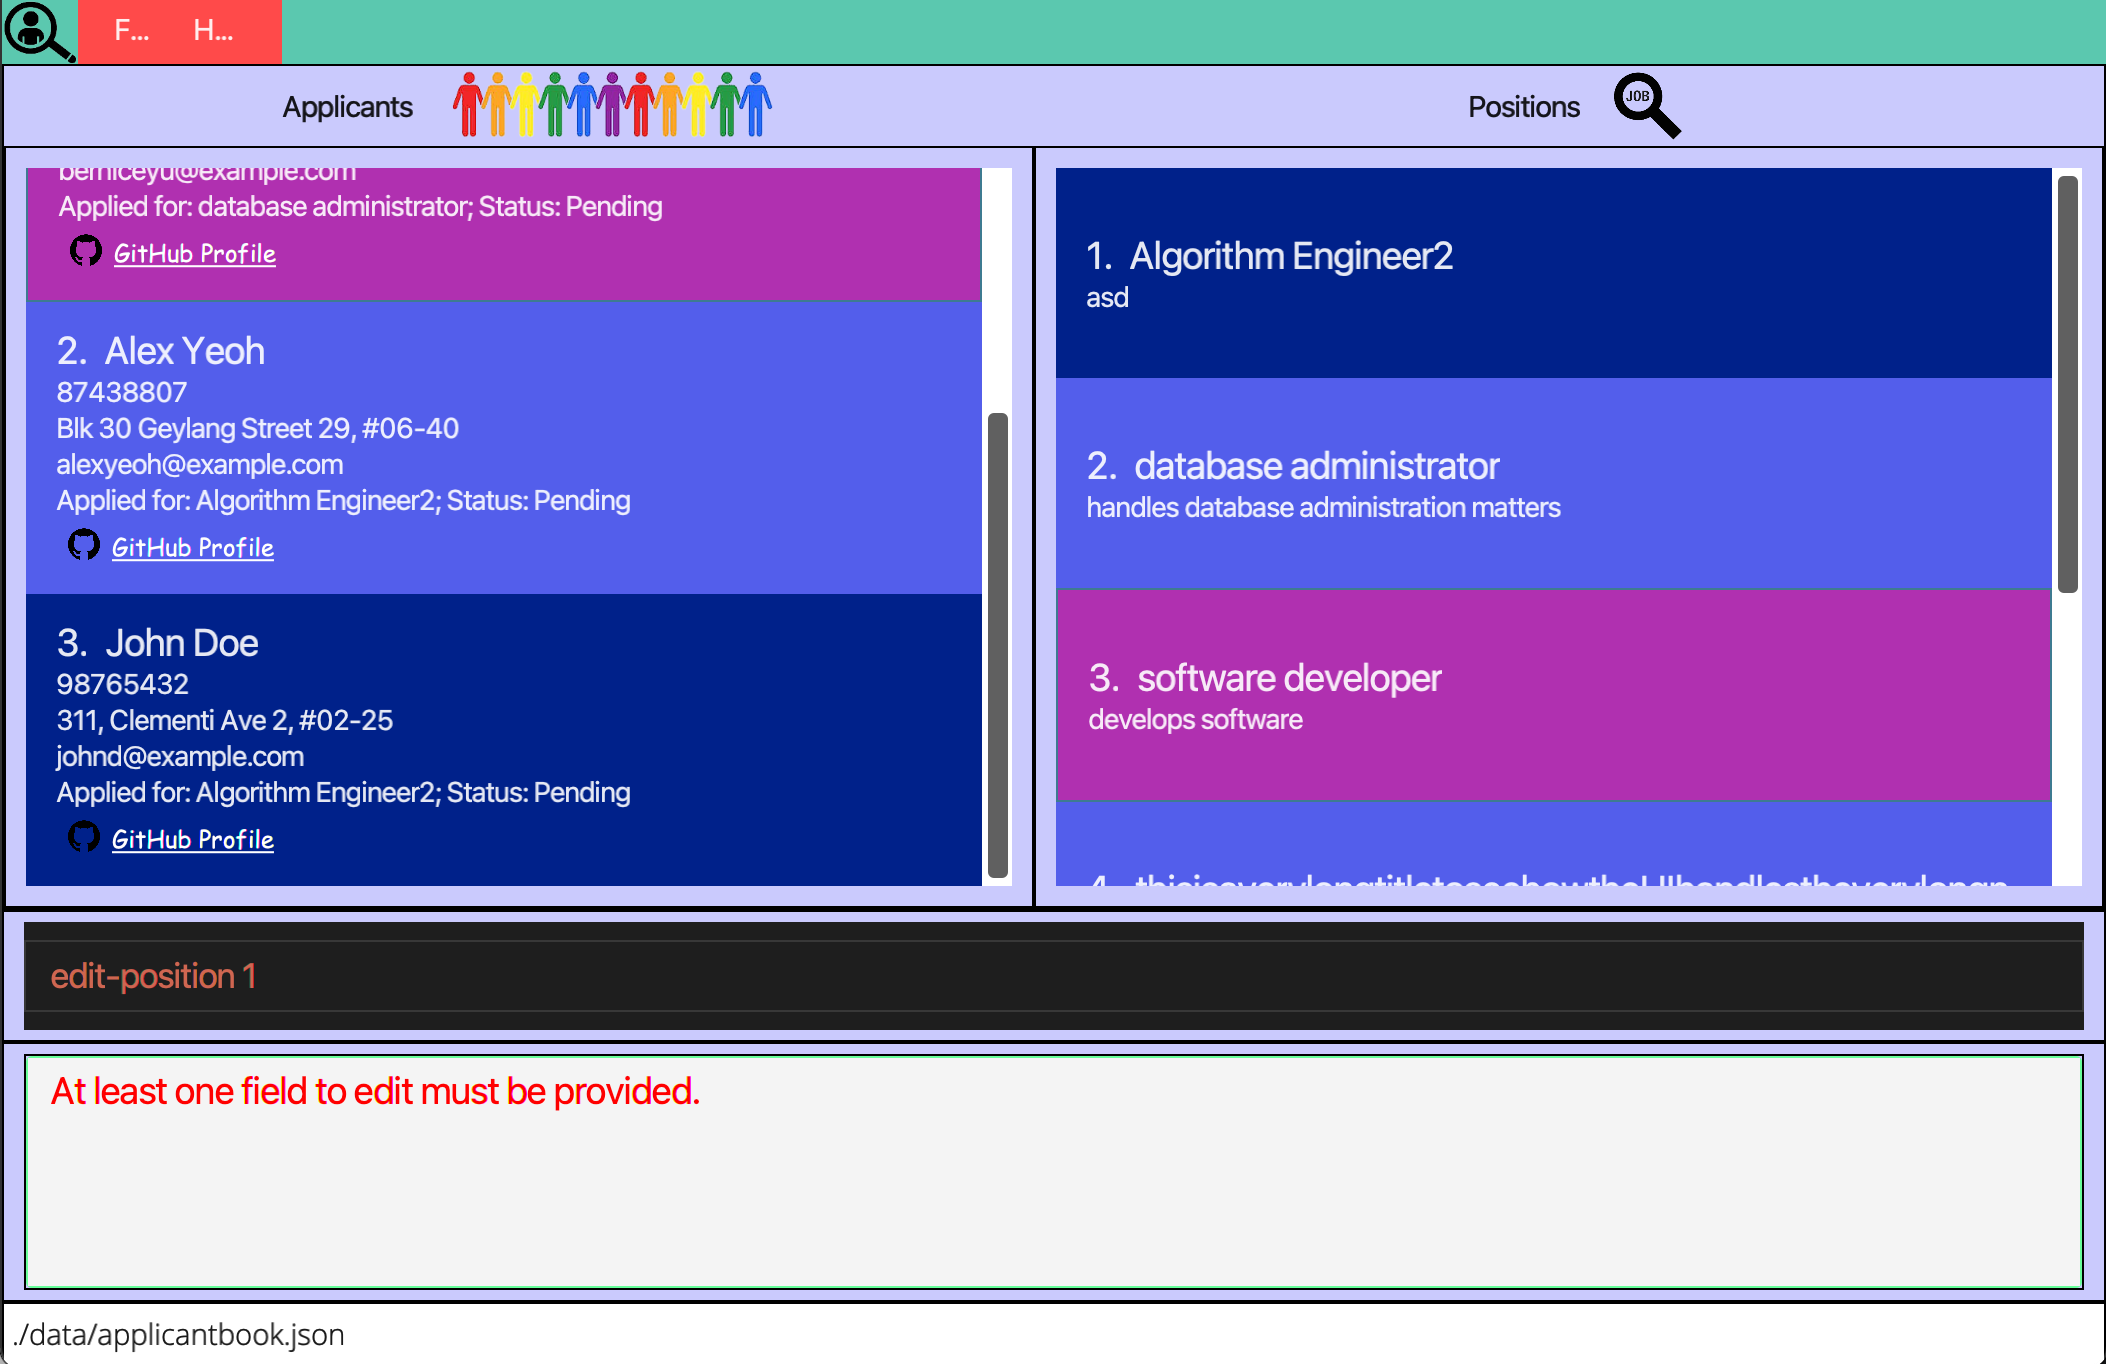 F... H...
Applicants
Positions
JOB
berniceyu@example.com
Applied for: database administrator; Status: Pending
GitHub Profile
2. Alex Yeoh
87438807
Blk 30 Geylang Street 29, #06-40
alexyeoh@example.com
Applied for: Algorithm Engineer2; Status: Pending
GitHub Profile
3. John Doe
98765432
311, Clementi Ave 2, #02-25
johnd@example.com
Applied for: Algorithm Engineer2; Status: Pending
GitHub Profile
1. Algorithm Engineer2
asd
2. database administrator
handles database administration matters
3. software developer
develops software
4.
edit-position 1
At least one field to edit must be provided.
./data/applicantbook.json